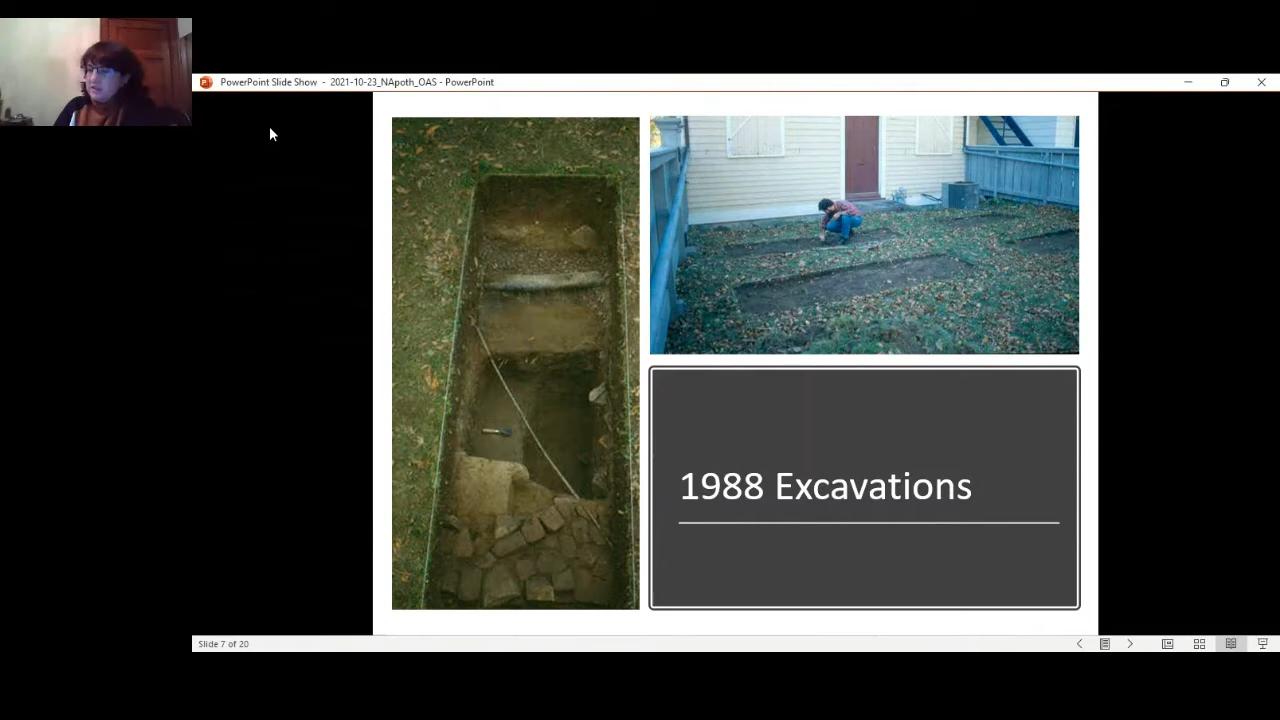 PowerPoint Slide Show - 2021-10-23_NApoth_OAS - PowerPoint
1988 Excavations
Slide 7 of 20